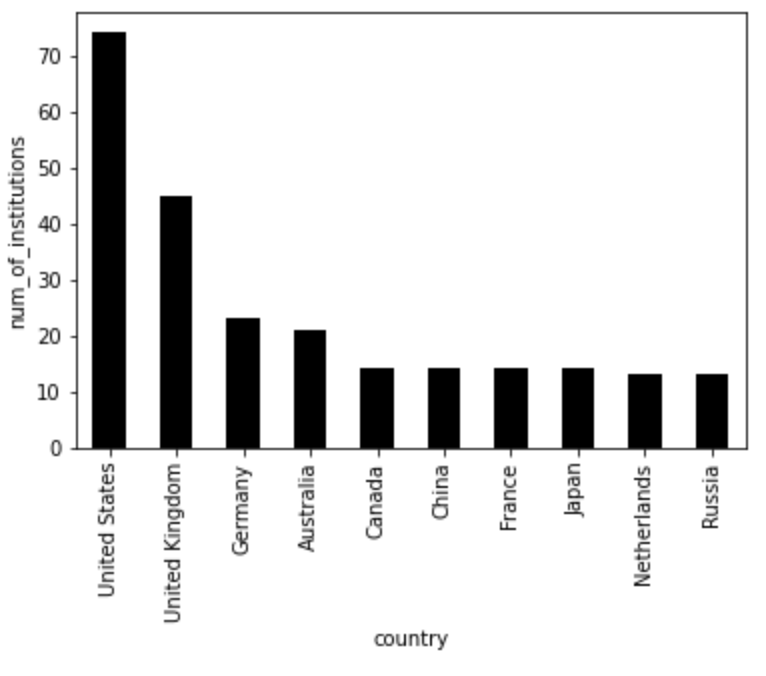 num_of_institutions
70
60
50
40
30
20
10
0
United States
United Kingdom
Germany
Australia
Canada
China
France
Japan
Netherlands
Russia
country